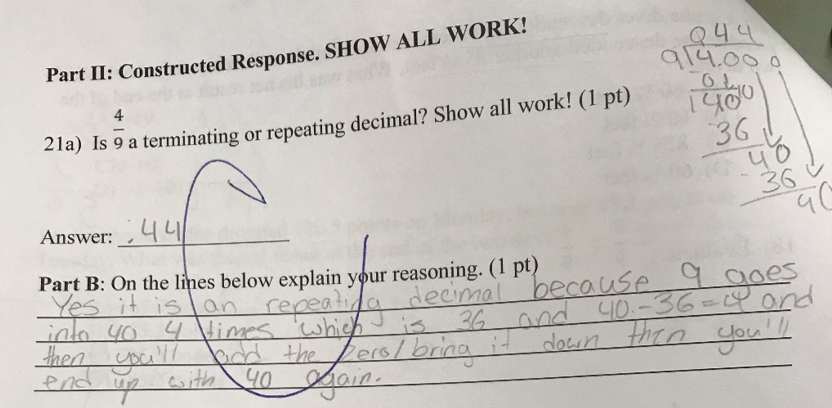 Part II: Constructed Response. SHOW ALL WORK!
21a) Is 4/9 a terminating or repeating decimal? Show all work! (1 pt)
044
9 4.000
0
40
36
40
- 36
40
Answer: .44
Part B: On the lines below explain your reasoning. (1 pt)
Yes it is an repeating decimal because 9 goes
into 40 4 times which is 36 and 40-36=4 and
then you'll add the zero/bring it down then you'll
end up with 40 again.